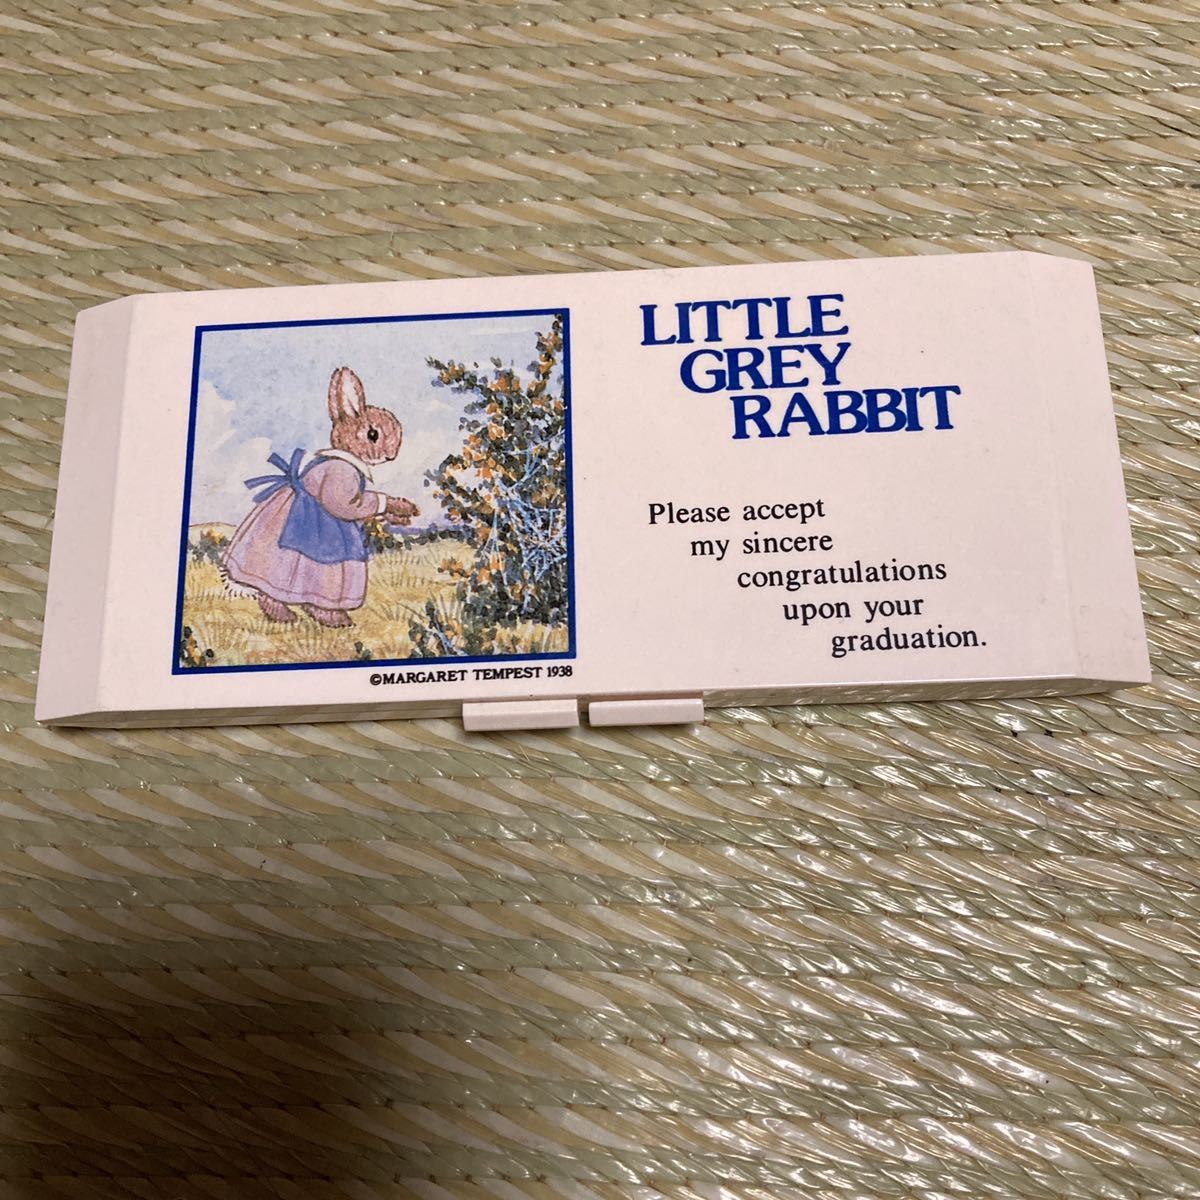 LITTLE
GREY
RABBIT
Please accept
my sincere
congratulations
upon your
graduation.
©MARGARET TEMPEST 1938